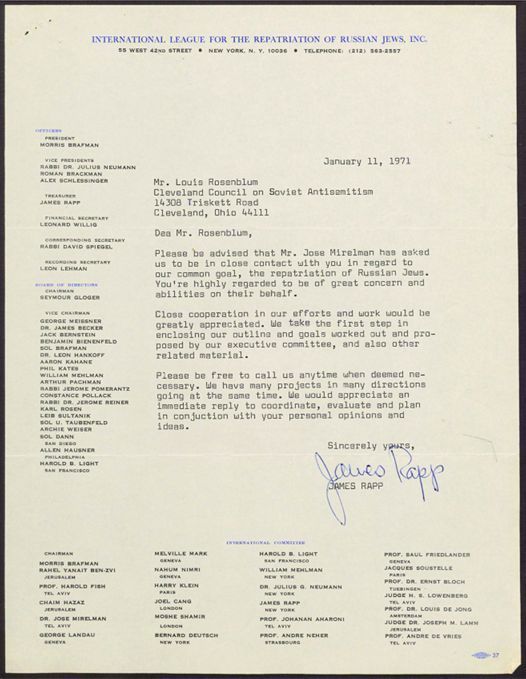 INTERNATIONAL LEAGUE FOR THE REPATRIATION OF RUSSIAN JEWS, INC.
55 WEST 42ND STREET • NEW YORK, N. Y. 10036 • TELEPHONE: (212) 563-2557
OFFICERS
PRESIDENT
MORRIS BRAFMAN
VICE PRESIDENTS
RABBI DR. JULIUS NEUMANN
ROMAN BRACKMAN
ALEX SCHLESSINGER
TREASURER
JAMES RAPP
FINANCIAL SECRETARY
LEONARD WILLIG
CORRESPONDING SECRETARY
RABBI DAVID SPIEGEL
RECORDING SECRETARY
LEON LEHMAN
BOARD OF DIRECTORS
CHAIRMAN
SEYMOUR GLOGER
VICE CHAIRMAN
GEORGE MEISSNER
DR. JAMES BECKER
JACK BERNSTEIN
BENJAMIN BIENENFELD
SOL BRAFMAN
DR. LEON HANKOFF
AARON KAHANE
PHIL KATES
WILLIAM MEHLMAN
ARTHUR PACHMAN
RABBI JEROME POMERANTZ
CONSTANCE POLLACK
RABBI DR. JEROME REINER
KARL ROSEN
LEIB SULTANIK
SOL U. TAUBENFELD
ARCHIE WEISER
SOL DANN
SAN DIEGO
ALLEN HAUSNER
PHILADELPHIA
HAROLD B. LIGHT
SAN FRANCISCO
January 11, 1971
Mr. Louis Rosenblum
Cleveland Council on Soviet Antisemitism
14308 Triskett Road
Cleveland, Ohio 44111
Dea Mr. Rosenblum,
Please be advised that Mr. Jose Mirelman has asked
us to be in close contact with you in regard to
our common goal, the repatriation of Russian Jews.
You're highly regarded to be of great concern and
abilities on their behalf.
Close cooperation in our efforts and work would be
greatly appreciated. We take the first step in
enclosing our outline and goals worked out and pro-
posed by our executive committee, and also other
related material.
Please be free to call us anytime when deemed ne-
cessary. We have many projects in many directions
going at the same time. We would appreciate an
immediate reply to coordinate, evaluate and plan
in conjuction with your personal opinions and
ideas.
Sincerely yours,
James Rapp
JAMES RAPP
INTERNATIONAL COMMITTEE
CHAIRMAN
MORRIS BRAFMAN
RAHEL YANAIT BEN-ZVI
JERUSALEM
PROF. HAROLD FISH
TEL AVIV
CHAIM HAZAZ
JERUSALEM
DR. JOSE MIRELMAN
TEL AVIV
GEORGE LANDAU
GENEVA
MELVILLE MARK
GENEVA
NAHUM NIMRI
GENEVA
HARRY KLEIN
PARIS
JOEL CANG
LONDON
MOSHE SHAMIR
LONDON
BERNARD DEUTSCH
NEW YORK
HAROLD B. LIGHT
SAN FRANCISCO
WILLIAM MEHLMAN
NEW YORK
DR. JULIUS G. NEUMANN
NEW YORK
JAMES RAPP
NEW YORK
PROF. JOHANAN AHARONI
TEL AVIV
PROF. ANDRE NEHER
STRASBOURG
PROF. SAUL FRIEDLANDER
GENEVA
JACQUES SOUSTELLE
PARIS
PROF. DR. ERNST BLOCH
TUEBINGEN
JUDGE H. S. LOWENBERG
TEL AVIV
PROF. DR. LOUIS DE JONG
AMSTERDAM
JUDGE DR. JOSEPH M. LAMM
JERUSALEM
PROF. ANDRE DE VRIES
TEL AVIV
37